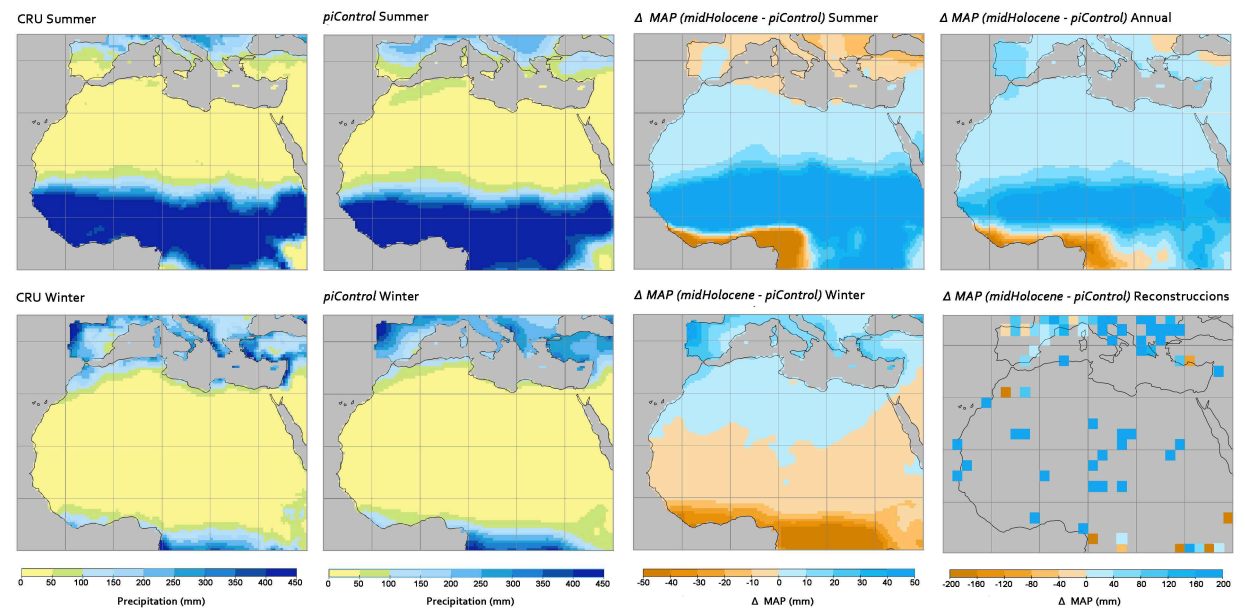 CRU Summer
piControl Summer
Δ MAP (midHolocene - piControl) Summer
Δ MAP (midHolocene - piControl) Annual
CRU Winter
piControl Winter
Δ MAP (midHolocene - piControl) Winter
Δ MAP (midHolocene - piControl) Reconstruccions
0 50 100 150 200 250 300 350 400 450
Precipitation (mm)
0 50 100 150 200 250 300 350 400 450
Precipitation (mm)
-50 -40 -30 -20 -10 0 10 20 30 40 50
Δ MAP (mm)
-200 -160 -120 -80 -40 0 40 80 120 160 200
Δ MAP (mm)